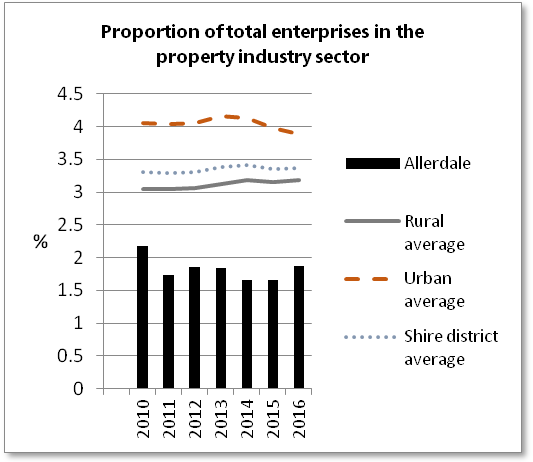 Proportion of total enterprises in the
property industry sector
4.5
4
3.5
3
2.5
2
1.5
1
0.5
0
%
2010
2011
2012
2013
2014
2015
2016
Allerdale
Rural
average
Urban
average
Shire district
average